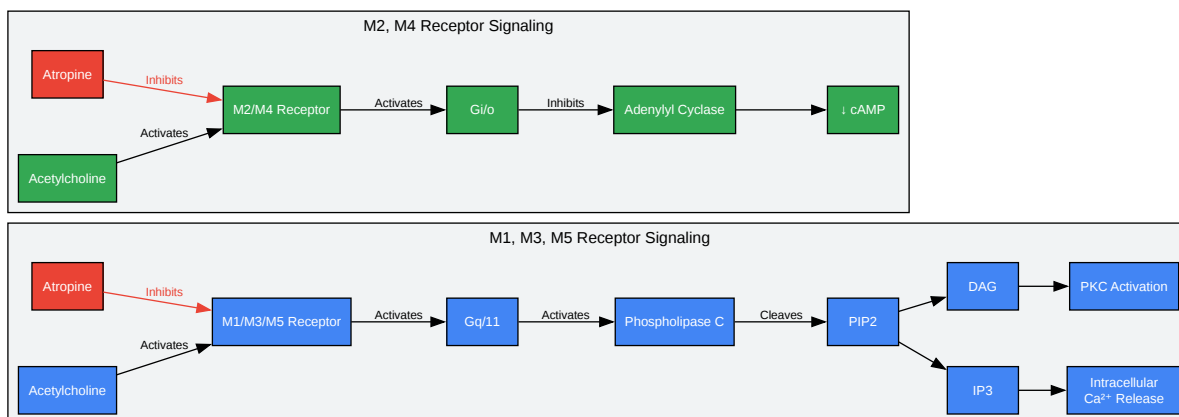 M2, M4 Receptor Signaling
Atropine
Inhibits
M2/M4 Receptor
Activates
Gi/o
Inhibits
Adenylyl Cyclase
↓ cAMP
Activates
Acetylcholine
M1, M3, M5 Receptor Signaling
Atropine
Inhibits
M1/M3/M5 Receptor
Activates
Gq/11
Activates
Phospholipase C
Cleaves
PIP2
DAG
PKC Activation
Activates
Acetylcholine
IP3
Intracellular
Ca²⁺ Release